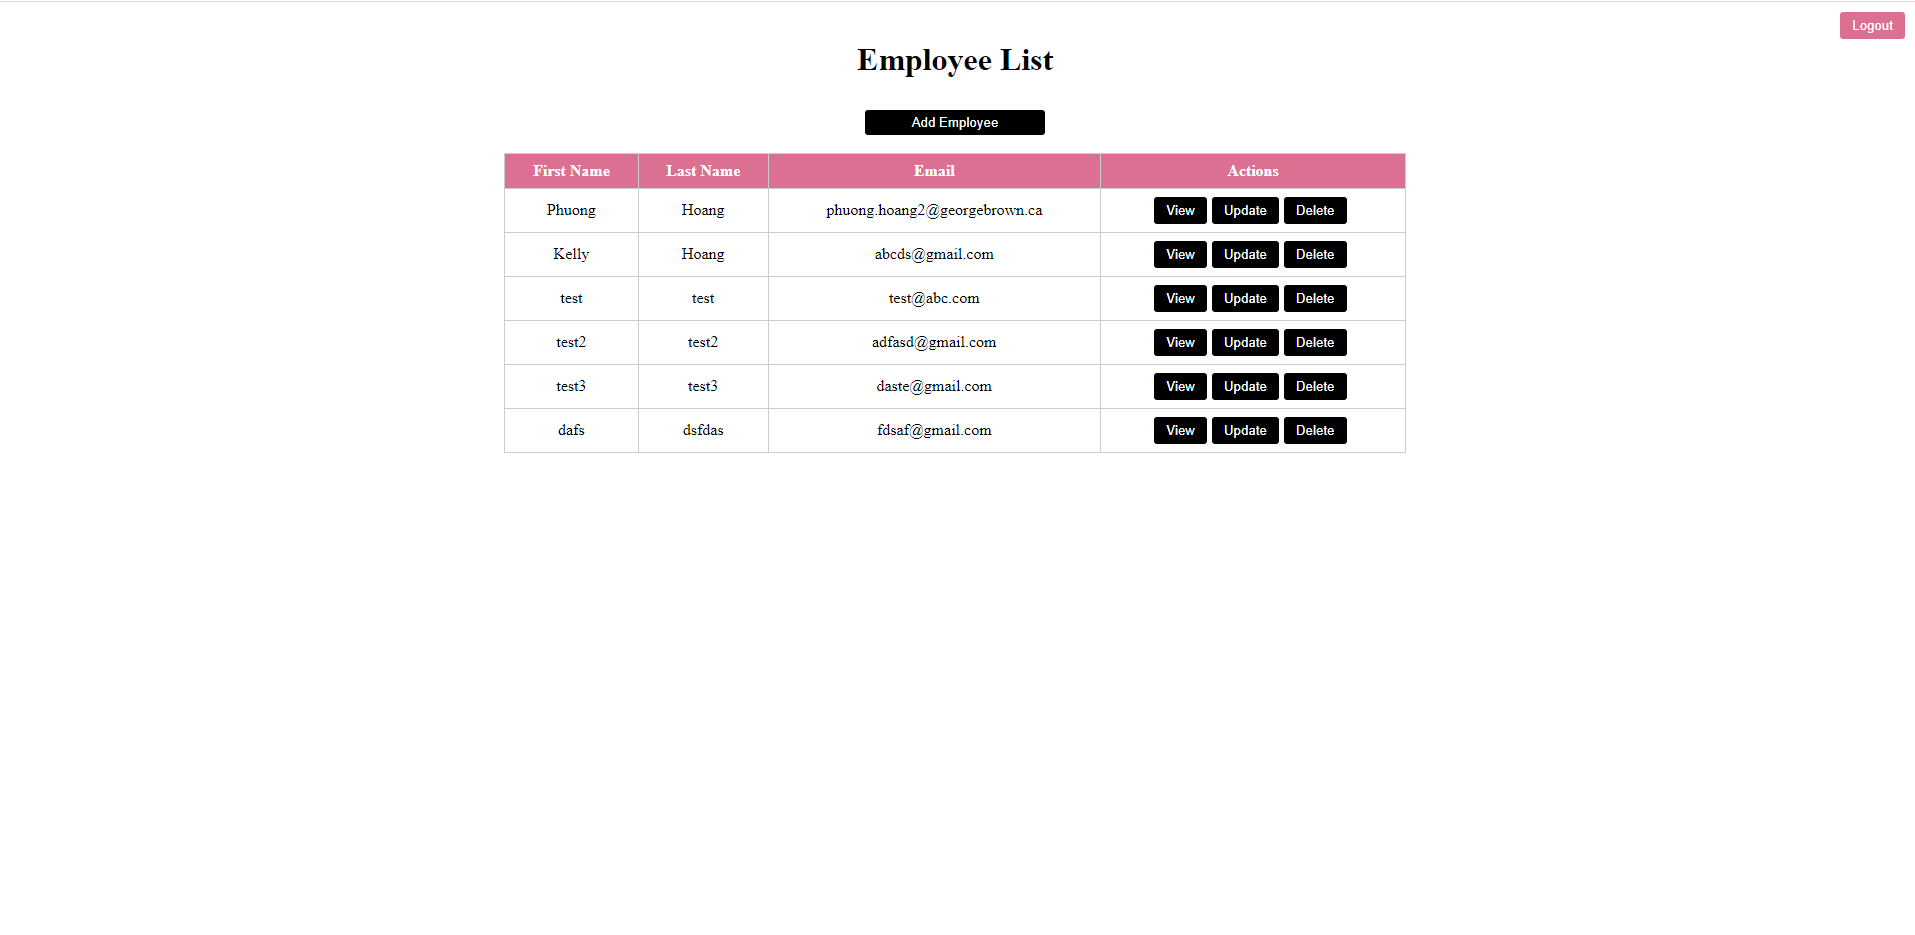 Logout
Employee List
Add Employee
First Name Last Name Email Actions
Phuong Hoang phuong.hoang2@georgebrown.ca View Update Delete
Kelly Hoang abcds@gmail.com View Update Delete
test test test@abc.com View Update Delete
test2 test2 adfasd@gmail.com View Update Delete
test3 test3 daste@gmail.com View Update Delete
dafs dsfdas fdsaf@gmail.com View Update Delete